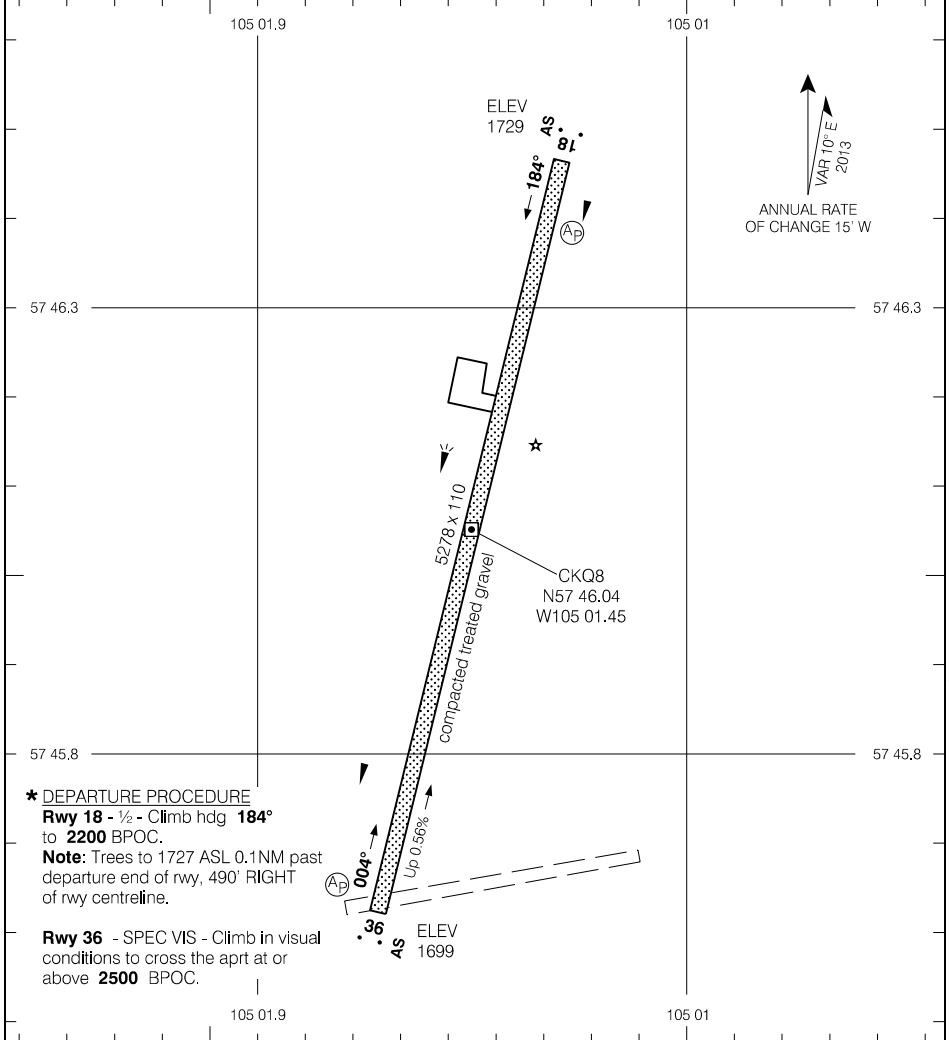 105 01.9
105 01
ELEV
1729
AS
18
184°
VAR 10° E
2013
ANNUAL RATE
OF CHANGE 15' W
AP
57 46.3
57 46.3
5278 x 110
compacted treated gravel
CKQ8
N57 46.04
W105 01.45
57 45.8
57 45.8
* DEPARTURE PROCEDURE
Rwy 18 - ½ - Climb hdg 184°
to 2200 BPOC.
Note: Trees to 1727 ASL 0.1NM past
departure end of rwy, 490' RIGHT
of rwy centreline.
Rwy 36 - SPEC VIS - Climb in visual
conditions to cross the aprt at or
above 2500 BPOC.
AP
004°
Up 0.56%
36
AS
ELEV
1699
105 01.9
105 01